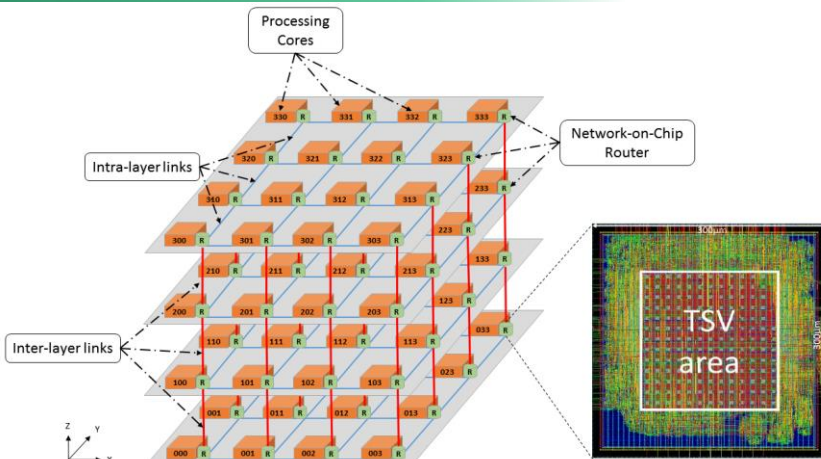 Processing
Cores
330 R 331 R 332 R 333 R
Network-on-Chip
Router
320 R 321 R 322 R 323 R
Intra-layer links
233 R
310 R 311 R 312 R 313 R
223 R
300 R 301 R 302 R 303 R
133 R
210 R 211 R 212 R 213 R
123 R
200 R 201 R 202 R 203 R
033 R
Inter-layer links
110 R 111 R 112 R 113 R
023 R
100 R 101 R 102 R 103 R
001 R 011 R 012 R 013 R
000 R 001 R 002 R 003 R
Z
Y
X
300µm
TSV
area
300µm